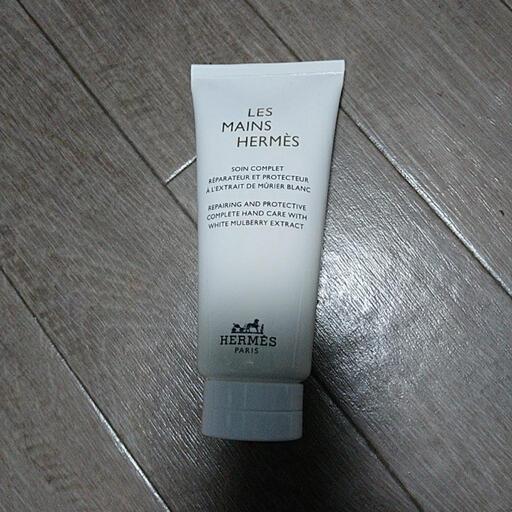 LES
MAINS
HERMÈS
SOIN COMPLET
RÉPARATEUR ET PROTECTEUR
À L'EXTRAIT DE MÛRIER BLANC
REPAIRING AND PROTECTIVE
COMPLETE HAND CARE WITH
WHITE MULBERRY EXTRACT
HERMÈS
PARIS